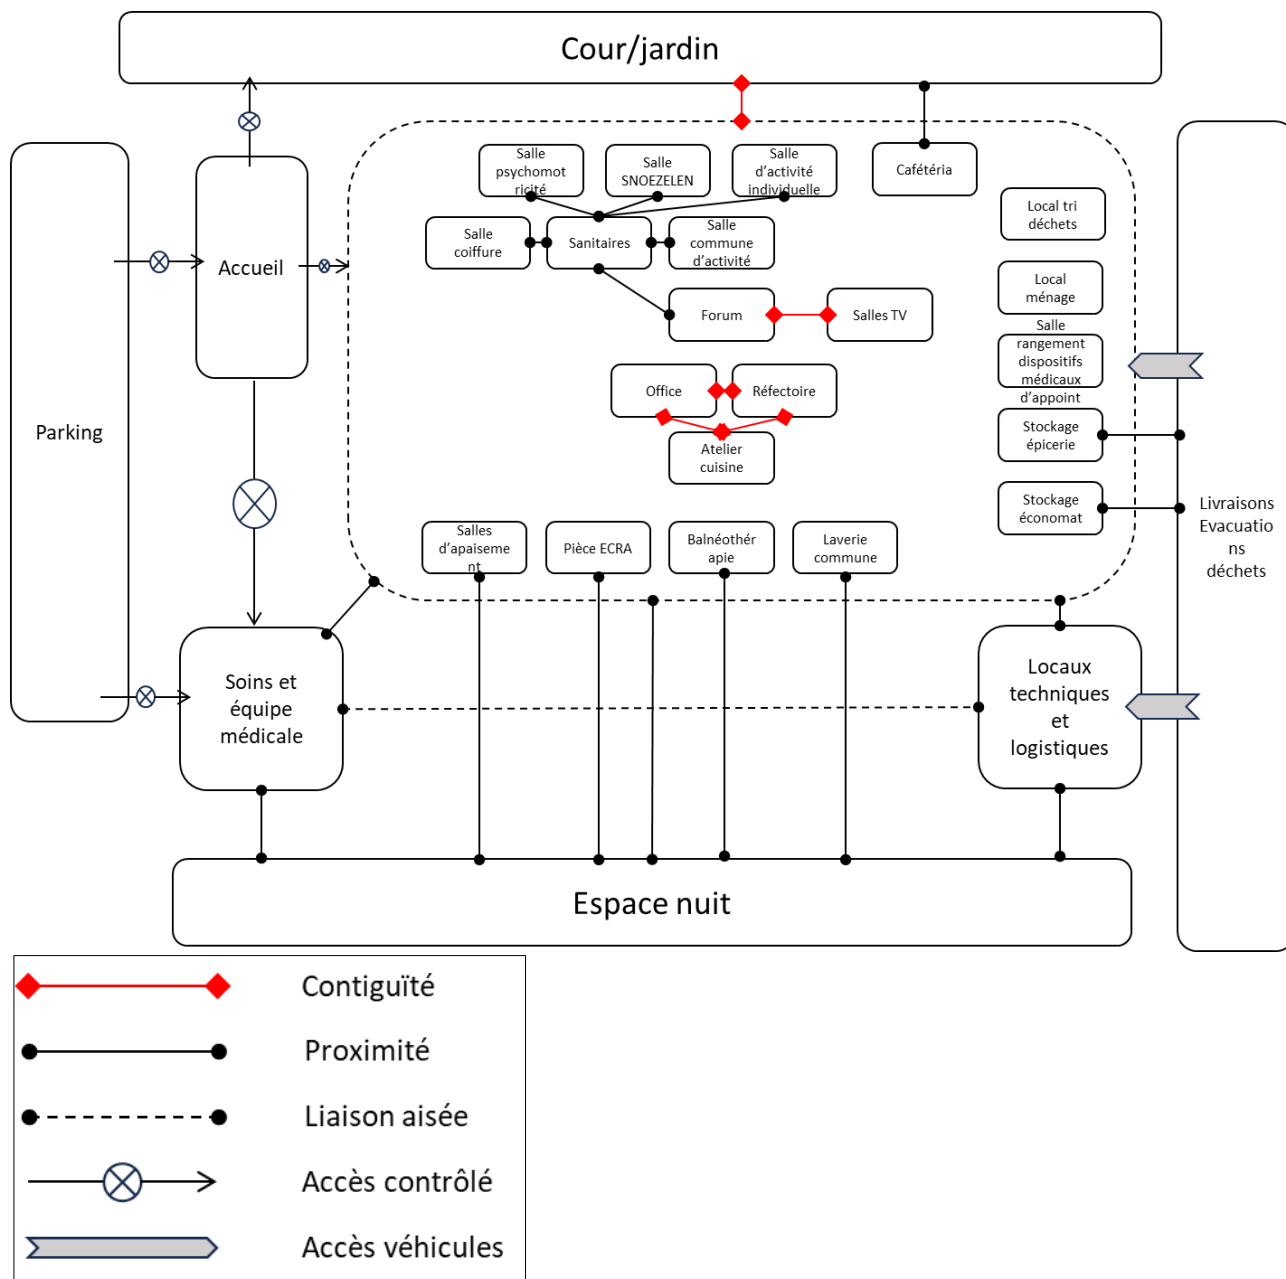 Cour/jardin
Salle
psychomot
ricité
Salle
SNOEZELEN
Salle
d'activité
individuelle
Cafétéria
Local tri
déchets
Salle
coiffure
Sanitaires
Salle
commune
d'activité
Accueil
Local
ménage
Forum
Salles TV
Salle
rangement
dispositifs
médicaux
d'appoint
Office
Réfectoire
Parking
Stockage
épicerie
Atelier
cuisine
Stockage
économat
Livraisons
Evacuatio
ns
déchets
Salles
d'apaiseme
nt
Pièce ECRA
Balnéothér
apie
Laverie
commune
Soins et
équipe
médicale
Locaux
techniques
et
logistiques
Espace nuit
Contiguïté
Proximité
Liaison aisée
Accès contrôlé
Accès véhicules